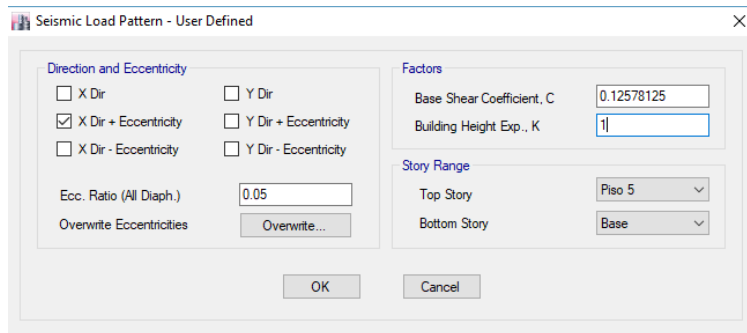 Seismic Load Pattern - User Defined
Direction and Eccentricity
X Dir
Y Dir
X Dir + Eccentricity
Y Dir + Eccentricity
X Dir - Eccentricity
Y Dir - Eccentricity
Ecc. Ratio (All Diaph.)
0.05
Overwrite Eccentricities
Overwrite...
Factors
Base Shear Coefficient, C
0.12578125
Building Height Exp., K
1
Story Range
Top Story
Piso 5
Bottom Story
Base
OK
Cancel